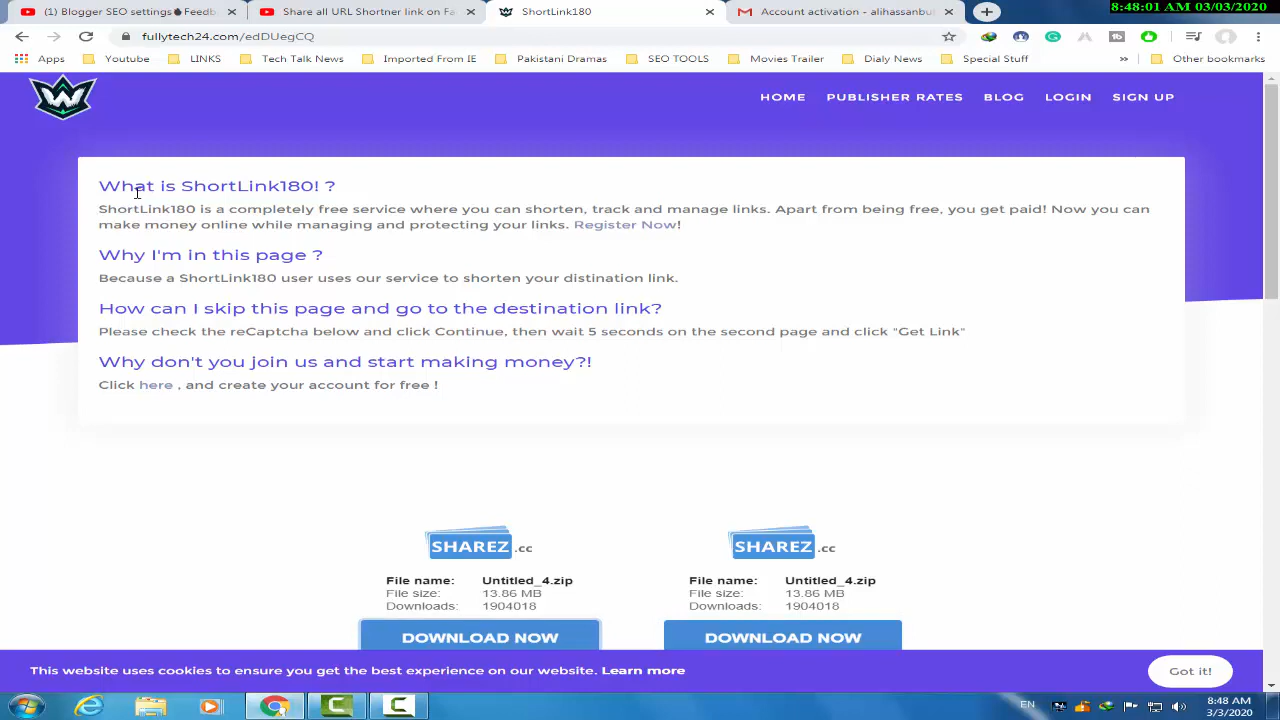 8:48:01 AM 03/03/2020
(1) Blogger SEO settings Feedb
Share all URL Shortner link on Fa
ShortLink180
Account activation - alihassanbu
fullytech24.com/edDUegCQ
Apps Youtube LINKS Tech Talk News Imported From IE Pakistani Dramas SEO TOOLS Movies Trailer Dialy News Special Stuff » Other bookmarks
HOME PUBLISHER RATES BLOG LOGIN SIGN UP
What is ShortLink180! ?
ShortLink180 is a completely free service where you can shorten, track and manage links. Apart from being free, you get paid! Now you can
make money online while managing and protecting your links. Register Now!
Why I'm in this page ?
Because a ShortLink180 user uses our service to shorten your distination link.
How can I skip this page and go to the destination link?
Please check the reCaptcha below and click Continue, then wait 5 seconds on the second page and click "Get Link"
Why don't you join us and start making money?!
Click here , and create your account for free !
SHAREZ.cc SHAREZ.cc
File name: Untitled_4.zip File name: Untitled_4.zip
File size: 13.86 MB File size: 13.86 MB
Downloads: 1904018 Downloads: 1904018
DOWNLOAD NOW DOWNLOAD NOW
This website uses cookies to ensure you get the best experience on our website. Learn more Got it!
EN 8:48 AM
3/3/2020